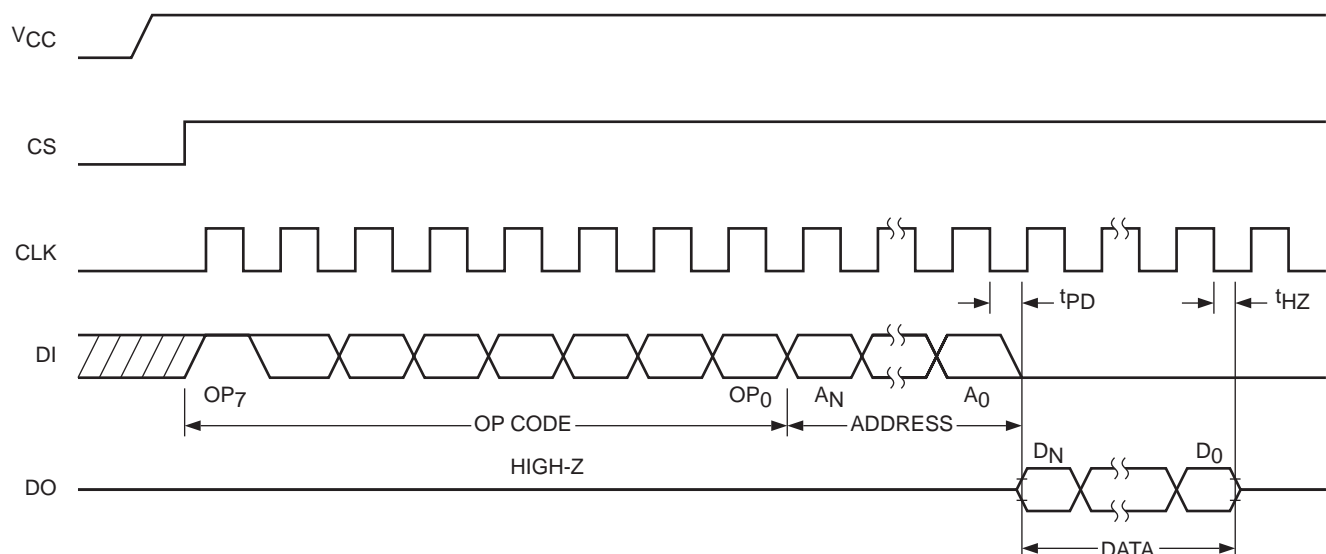 VCC
CS
CLK
tPD
tHZ
DI
OP7
OP0
AN
A0
OP CODE
ADDRESS
HIGH-Z
DN
D0
DO
DATA